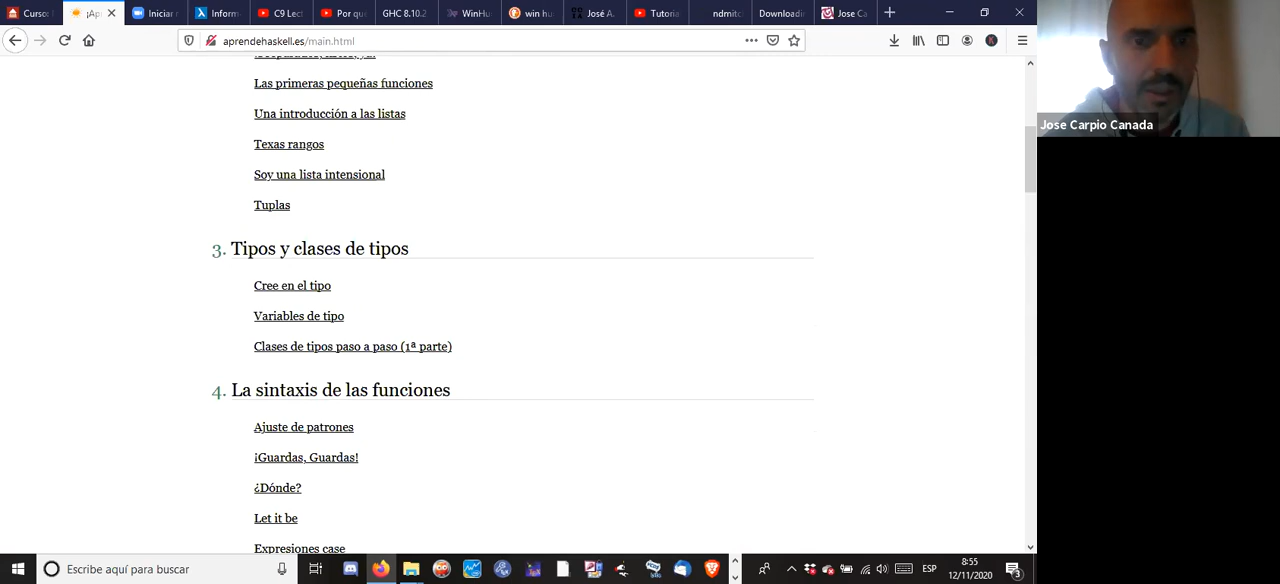 Curso:
¡Ap
Iniciar
Inform
C9 Lect
Por que
GHC 8.10.2
WinHu
win hu
José A.
Tutoria
ndmitc
Downloadin
Jose Ca
aprendehaskell.es/main.html
Jose Carpio Canada
Las primeras pequeñas funciones
Una introducción a las listas
Texas rangos
Soy una lista intensional
Tuplas
3. Tipos y clases de tipos
Cree en el tipo
Variables de tipo
Clases de tipos paso a paso (1ª parte)
4. La sintaxis de las funciones
Ajuste de patrones
¡Guardas, Guardas!
¿Dónde?
Let it be
Expresiones case
Escribe aquí para buscar
ESP
8:55
12/11/2020
3